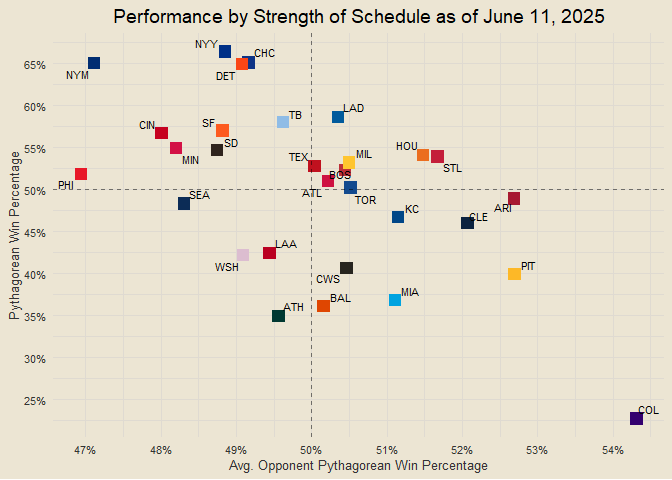 Performance by Strength of Schedule as of June 11, 2025
Pythagorean Win Percentage
65%
60%
55%
50%
45%
40%
35%
30%
25%
NYY
CHC
NYM
DET
LAD
TB
CIN
SF
SD
MIN
TEX
MIL
HOU
STL
BOS
PHI
ATL
TOR
SEA
KC
CLE
ARI
LAA
WSH
CWS
PIT
MIA
BAL
ATH
COL
47%
48%
49%
50%
51%
52%
53%
54%
Avg. Opponent Pythagorean Win Percentage